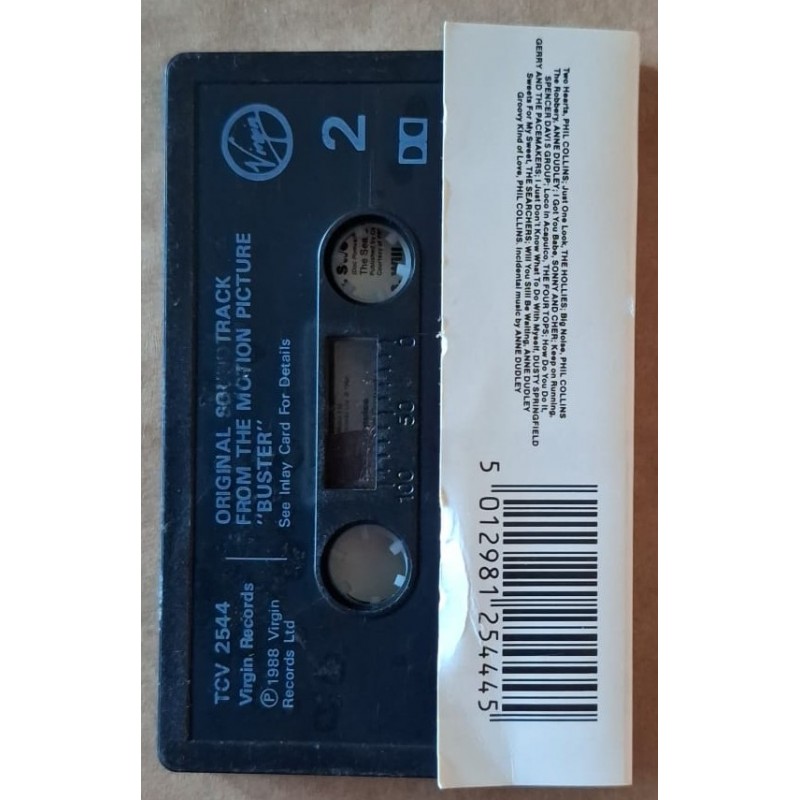 Virgin
2
ORIGINAL SOUNDTRACK
FROM THE MOTION PICTURE
"BUSTER"
See Inlay Card For Details
TCV 2544
Virgin Records
Ⓟ 1988 Virgin
Records Ltd
0
50
100
The Sea
Two Hearts, PHIL COLLINS; Just One Look, THE HOLLIES; Big Noise, PHIL COLLINS
The Robbery, ANNE DUDLEY; I Got You Babe, SONNY AND CHER; Keep on Running,
SPENCER DAVIS GROUP; Loco In Acapulco, THE FOUR TOPS; How Do You Do It,
GERRY AND THE PACEMAKERS; I Just Don't Know What To Do With Myself, DUSTY SPRINGFIELD
Sweets For My Sweet, THE SEARCHERS; Will You Still Be Waiting, ANNE DUDLEY
Groovy Kind of Love, PHIL COLLINS. Incidental music by ANNE DUDLEY
5 012981 254445